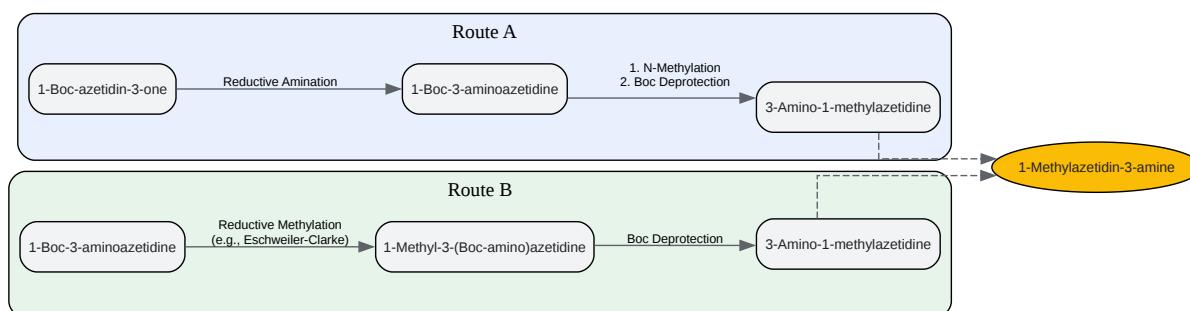 Route A
1-Boc-azetidin-3-one
Reductive Amination
1-Boc-3-aminoazetidine
1. N-Methylation
2. Boc Deprotection
3-Amino-1-methylazetidine
1-Methylazetidin-3-amine
Route B
1-Boc-3-aminoazetidine
Reductive Methylation
(e.g., Eschweiler-Clarke)
1-Methyl-3-(Boc-amino)azetidine
Boc Deprotection
3-Amino-1-methylazetidine